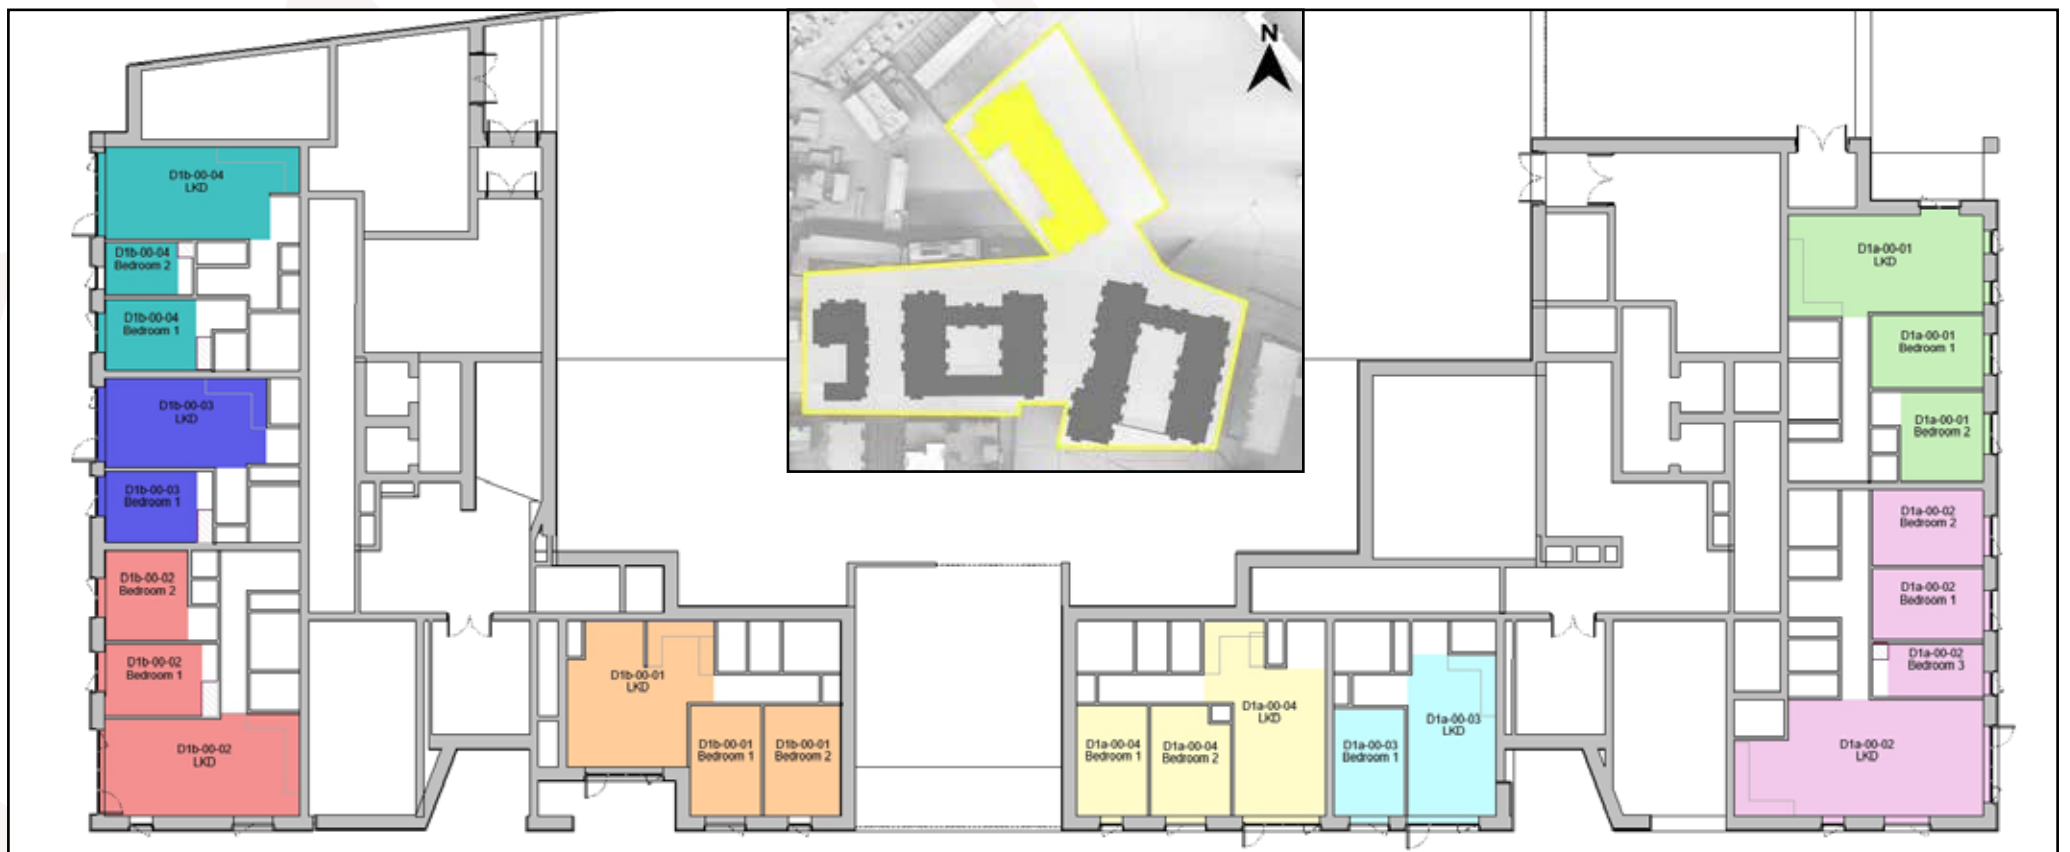 N
D1b-00-04
LKD
D1b-00-04
Bedroom 2
D1b-00-04
Bedroom 1
D1b-00-03
LKD
D1b-00-03
Bedroom 1
D1b-00-02
Bedroom 2
D1b-00-02
Bedroom 1
D1b-00-02
LKD
D1b-00-01
LKD
D1b-00-01
Bedroom 1
D1b-00-01
Bedroom 2
D1a-00-04
LKD
D1a-00-04
Bedroom 1
D1a-00-04
Bedroom 2
D1a-00-03
LKD
D1a-00-03
Bedroom 1
D1a-00-01
LKD
D1a-00-01
Bedroom 1
D1a-00-01
Bedroom 2
D1a-00-02
Bedroom 2
D1a-00-02
Bedroom 1
D1a-00-02
Bedroom 3
D1a-00-02
LKD